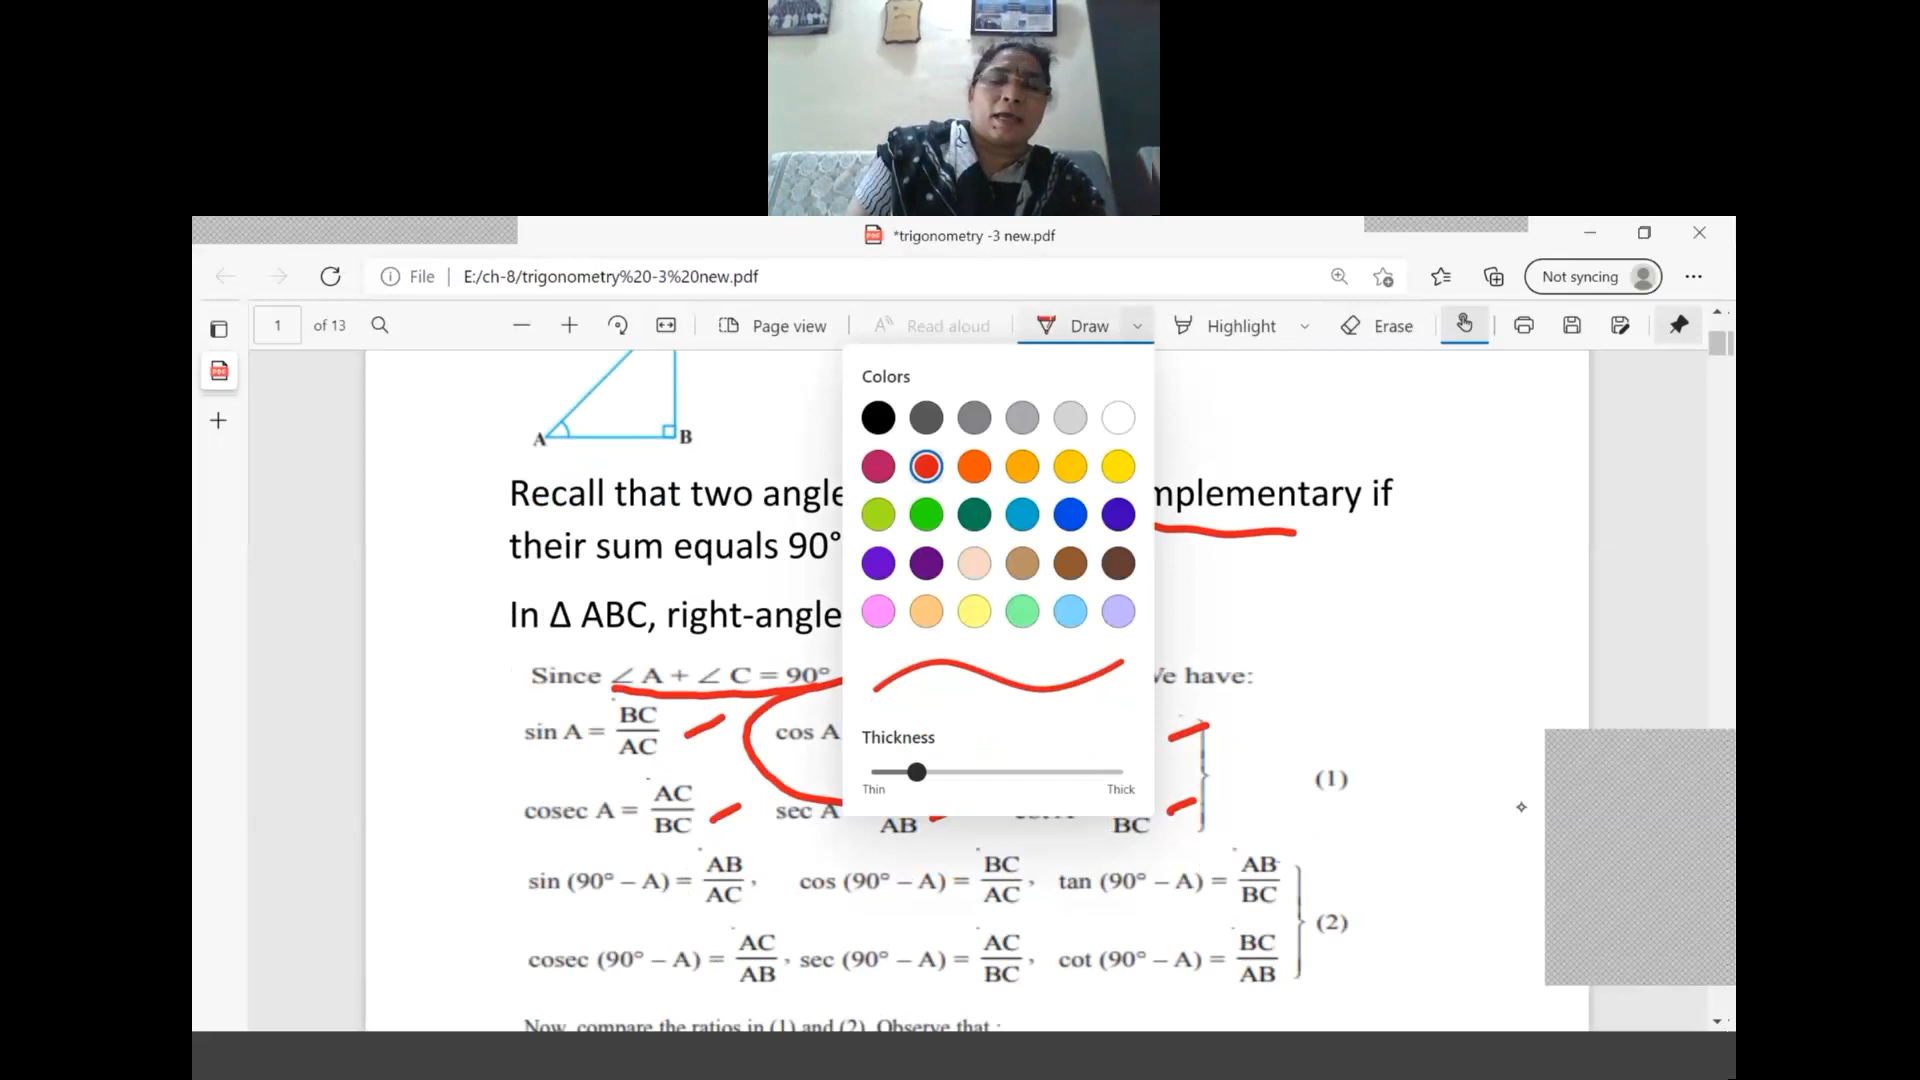 *trigonometry -3 new.pdf
File | E:/ch-8/trigonometry%20-3%20new.pdf
Not syncing
1 of 13
Page view
Read aloud
Draw
Highlight
Erase
Colors
A B
Recall that two angle mplementary if
their sum equals 90°
In Δ ABC, right-angle
Since ∠ A + ∠ C = 90° e have:
sin A = BC/AC cos A
Thickness
Thin Thick
(1)
cosec A = AC/BC sec A AB BC
sin (90° – A) = AB/AC, cos (90° – A) = BC/AC, tan (90° – A) = AB/BC
(2)
cosec (90° – A) = AC/AB, sec (90° – A) = AC/BC, cot (90° – A) = BC/AB
Now, compare the ratios in (1) and (2). Observe that :